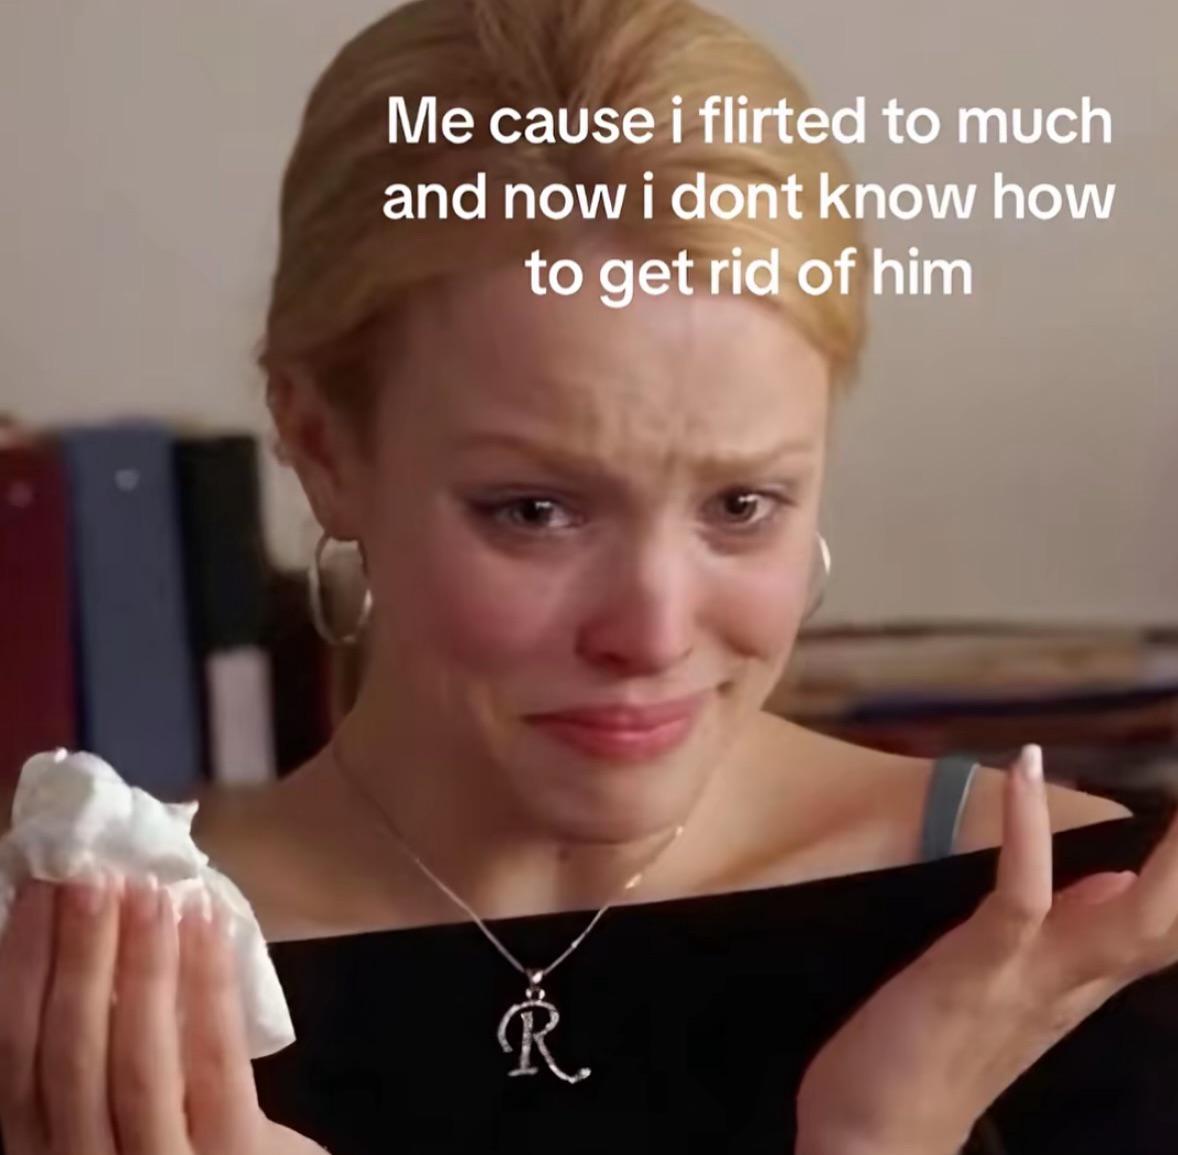 Me cause i flirted to much
and now i dont know how
to get rid of him
R